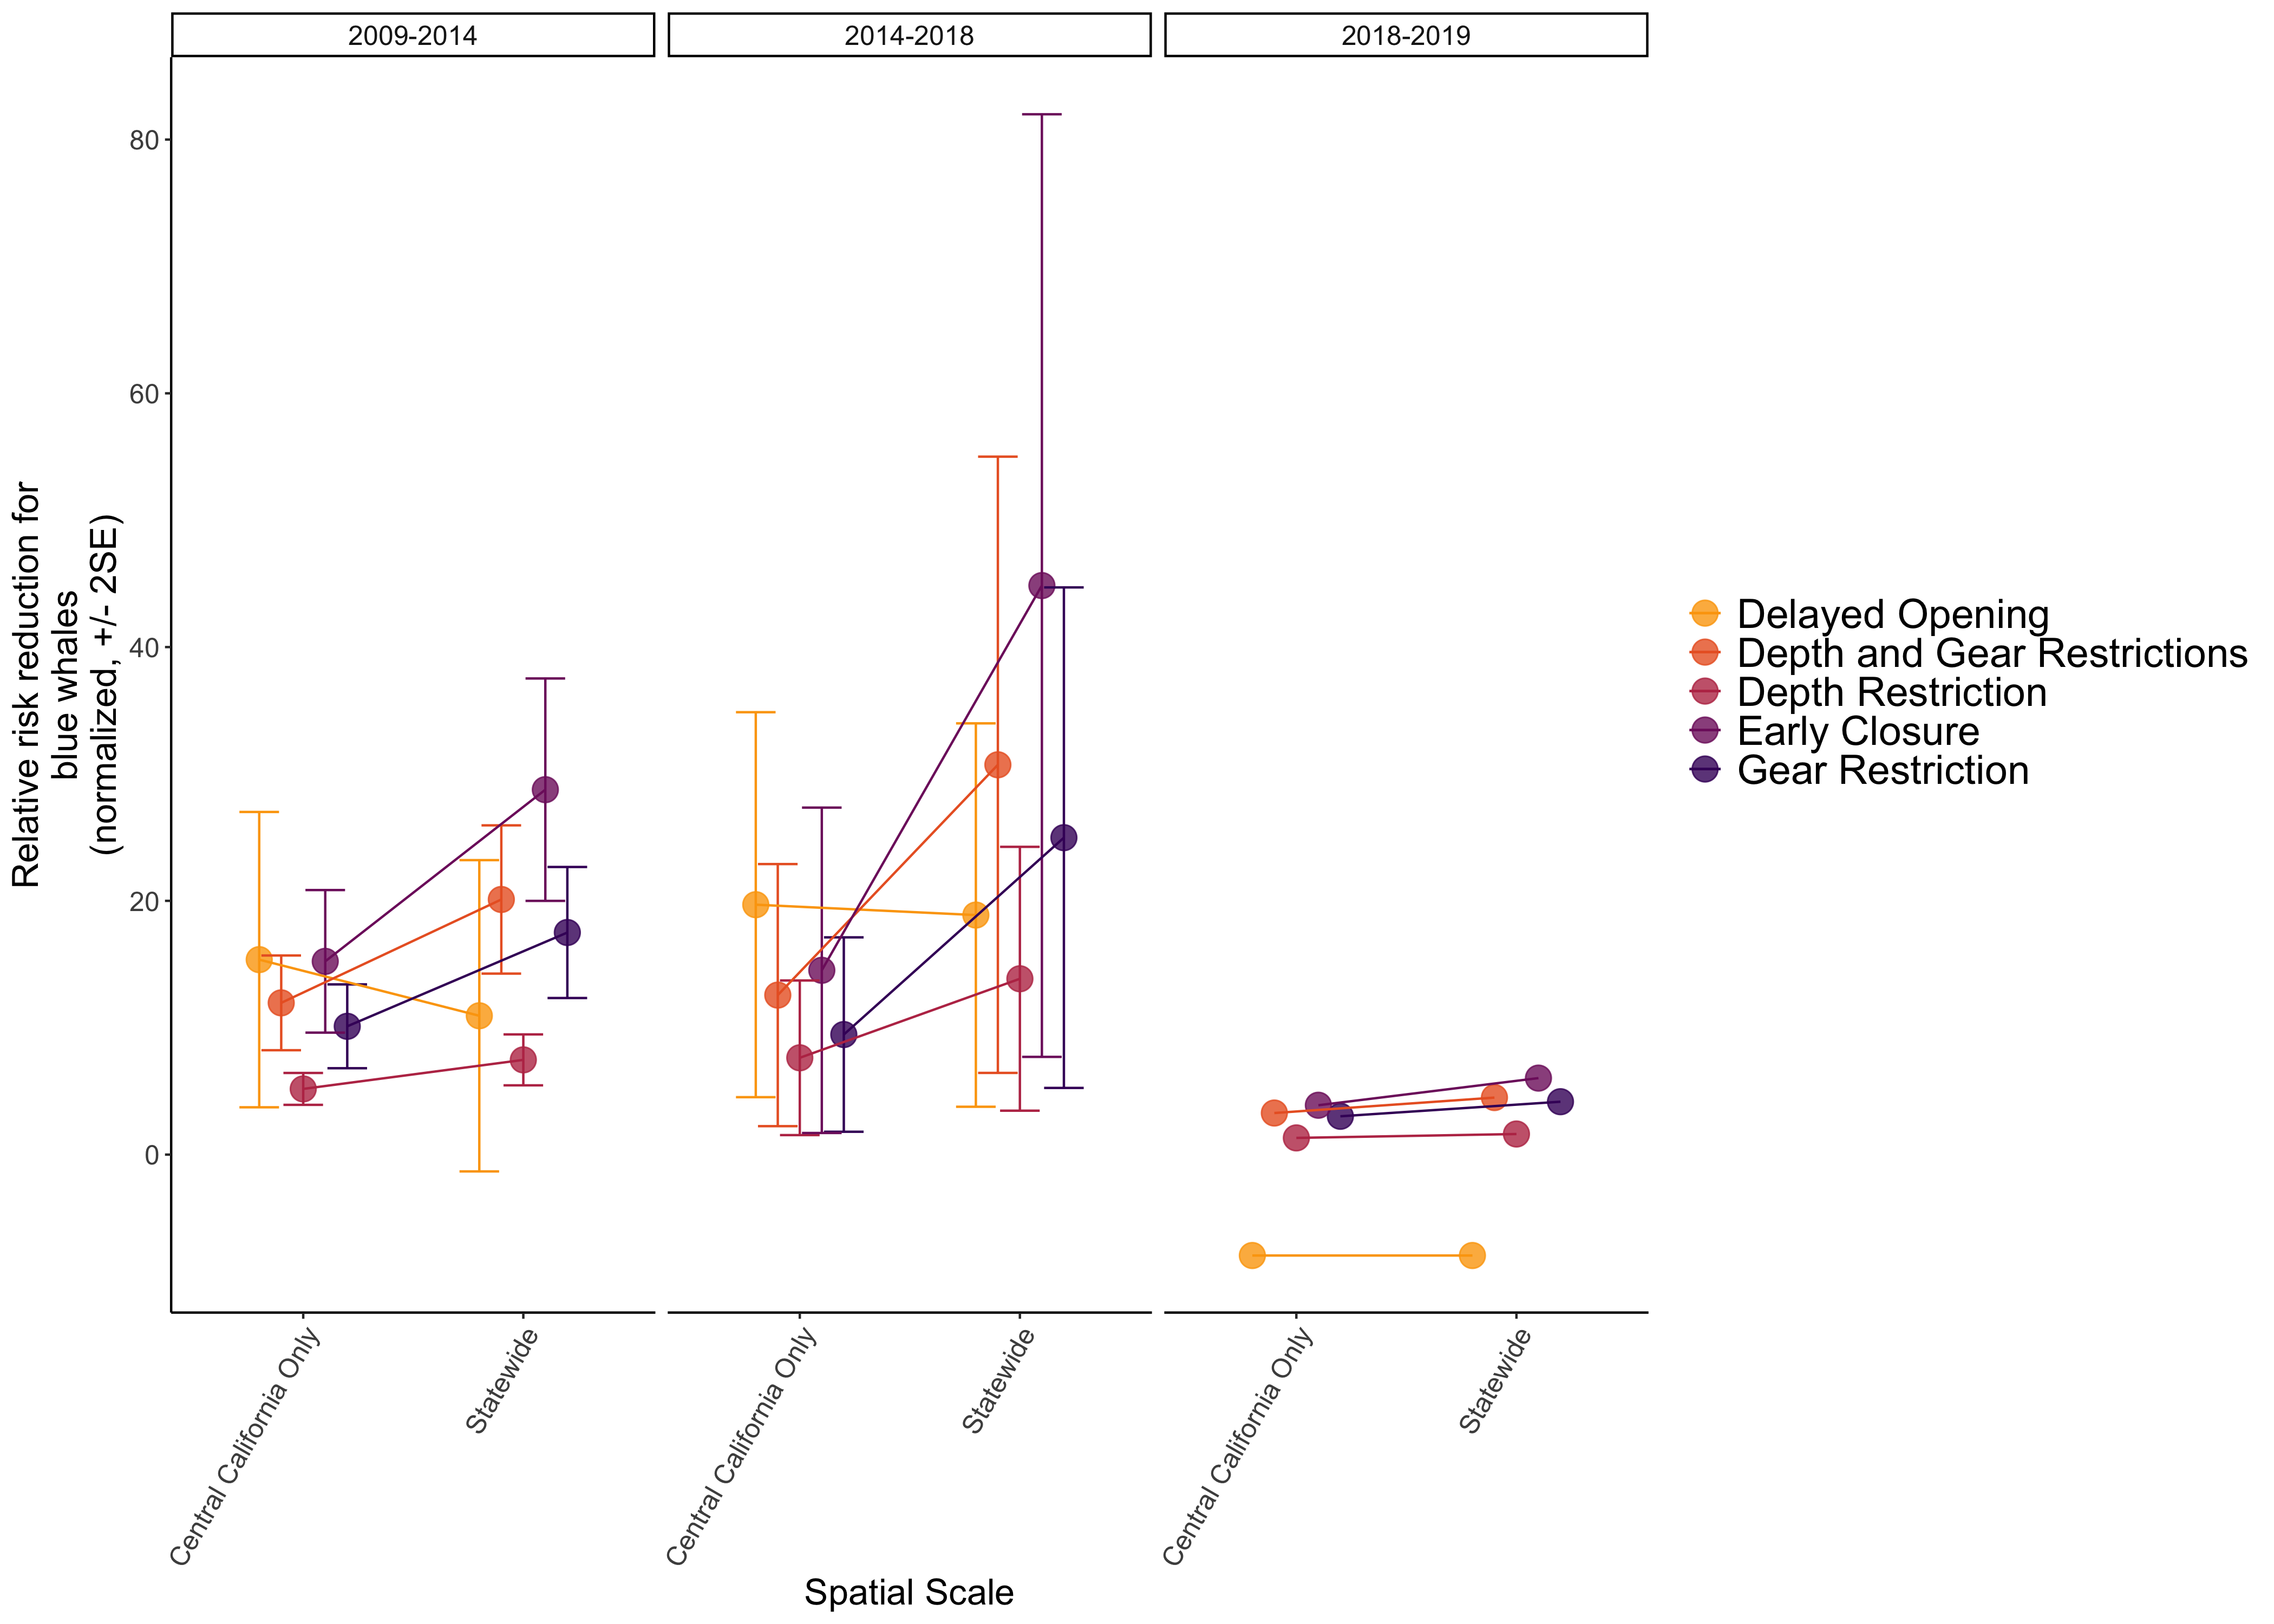 2009-2014
2014-2018
2018-2019
Relative risk reduction for
blue whales
(normalized, +/- 2SE)
80
60
40
20
0
Central California Only
Statewide
Central California Only
Statewide
Central California Only
Statewide
Spatial Scale
Delayed Opening
Depth and Gear Restrictions
Depth Restriction
Early Closure
Gear Restriction